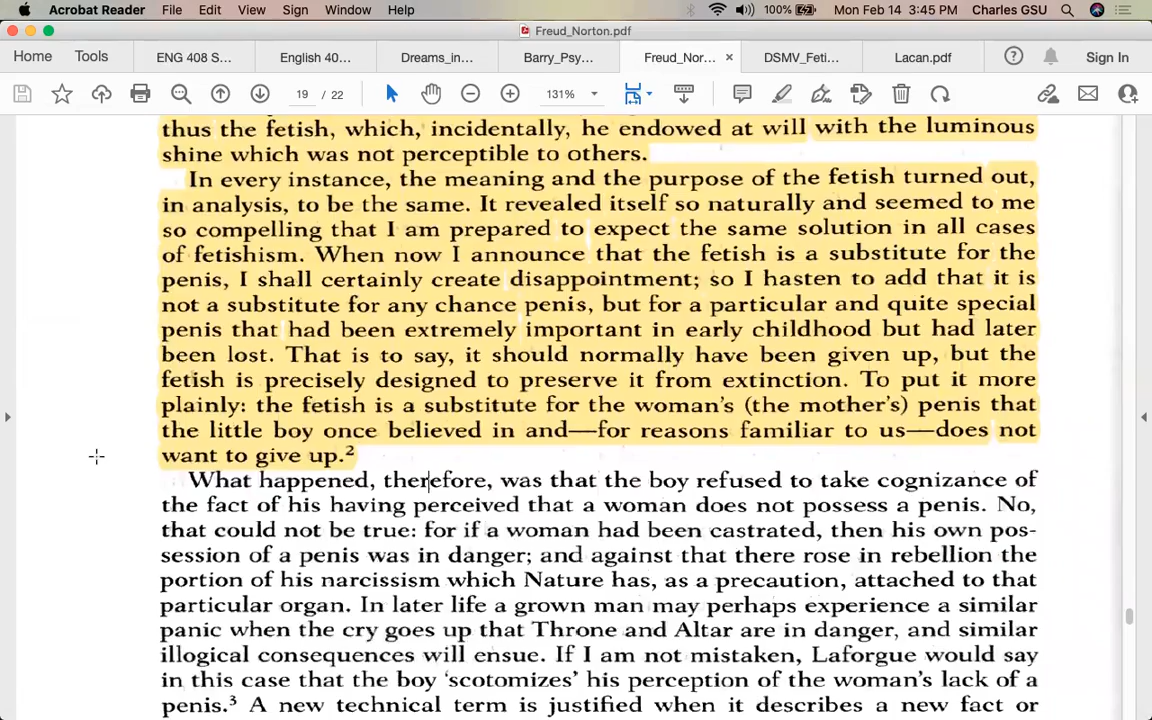 Acrobat Reader File Edit View Sign Window Help 100% Mon Feb 14 3:45 PM Charles GSU
Freud_Norton.pdf
Home Tools ENG 408 S... English 40... Dreams_in... Barry_Psy... Freud_Nor... × DSMV_Feti... Lacan.pdf ? Sign In
19 / 22 131%
thus the fetish, which, incidentally, he endowed at will with the luminous
shine which was not perceptible to others.
In every instance, the meaning and the purpose of the fetish turned out,
in analysis, to be the same. It revealed itself so naturally and seemed to me
so compelling that I am prepared to expect the same solution in all cases
of fetishism. When now I announce that the fetish is a substitute for the
penis, I shall certainly create disappointment; so I hasten to add that it is
not a substitute for any chance penis, but for a particular and quite special
penis that had been extremely important in early childhood but had later
been lost. That is to say, it should normally have been given up, but the
fetish is precisely designed to preserve it from extinction. To put it more
plainly: the fetish is a substitute for the woman's (the mother's) penis that
the little boy once believed in and—for reasons familiar to us—does not
want to give up.²
What happened, therefore, was that the boy refused to take cognizance of
the fact of his having perceived that a woman does not possess a penis. No,
that could not be true: for if a woman had been castrated, then his own pos-
session of a penis was in danger; and against that there rose in rebellion the
portion of his narcissism which Nature has, as a precaution, attached to that
particular organ. In later life a grown man may perhaps experience a similar
panic when the cry goes up that Throne and Altar are in danger, and similar
illogical consequences will ensue. If I am not mistaken, Laforgue would say
in this case that the boy 'scotomizes' his perception of the woman's lack of a
penis.³ A new technical term is justified when it describes a new fact or